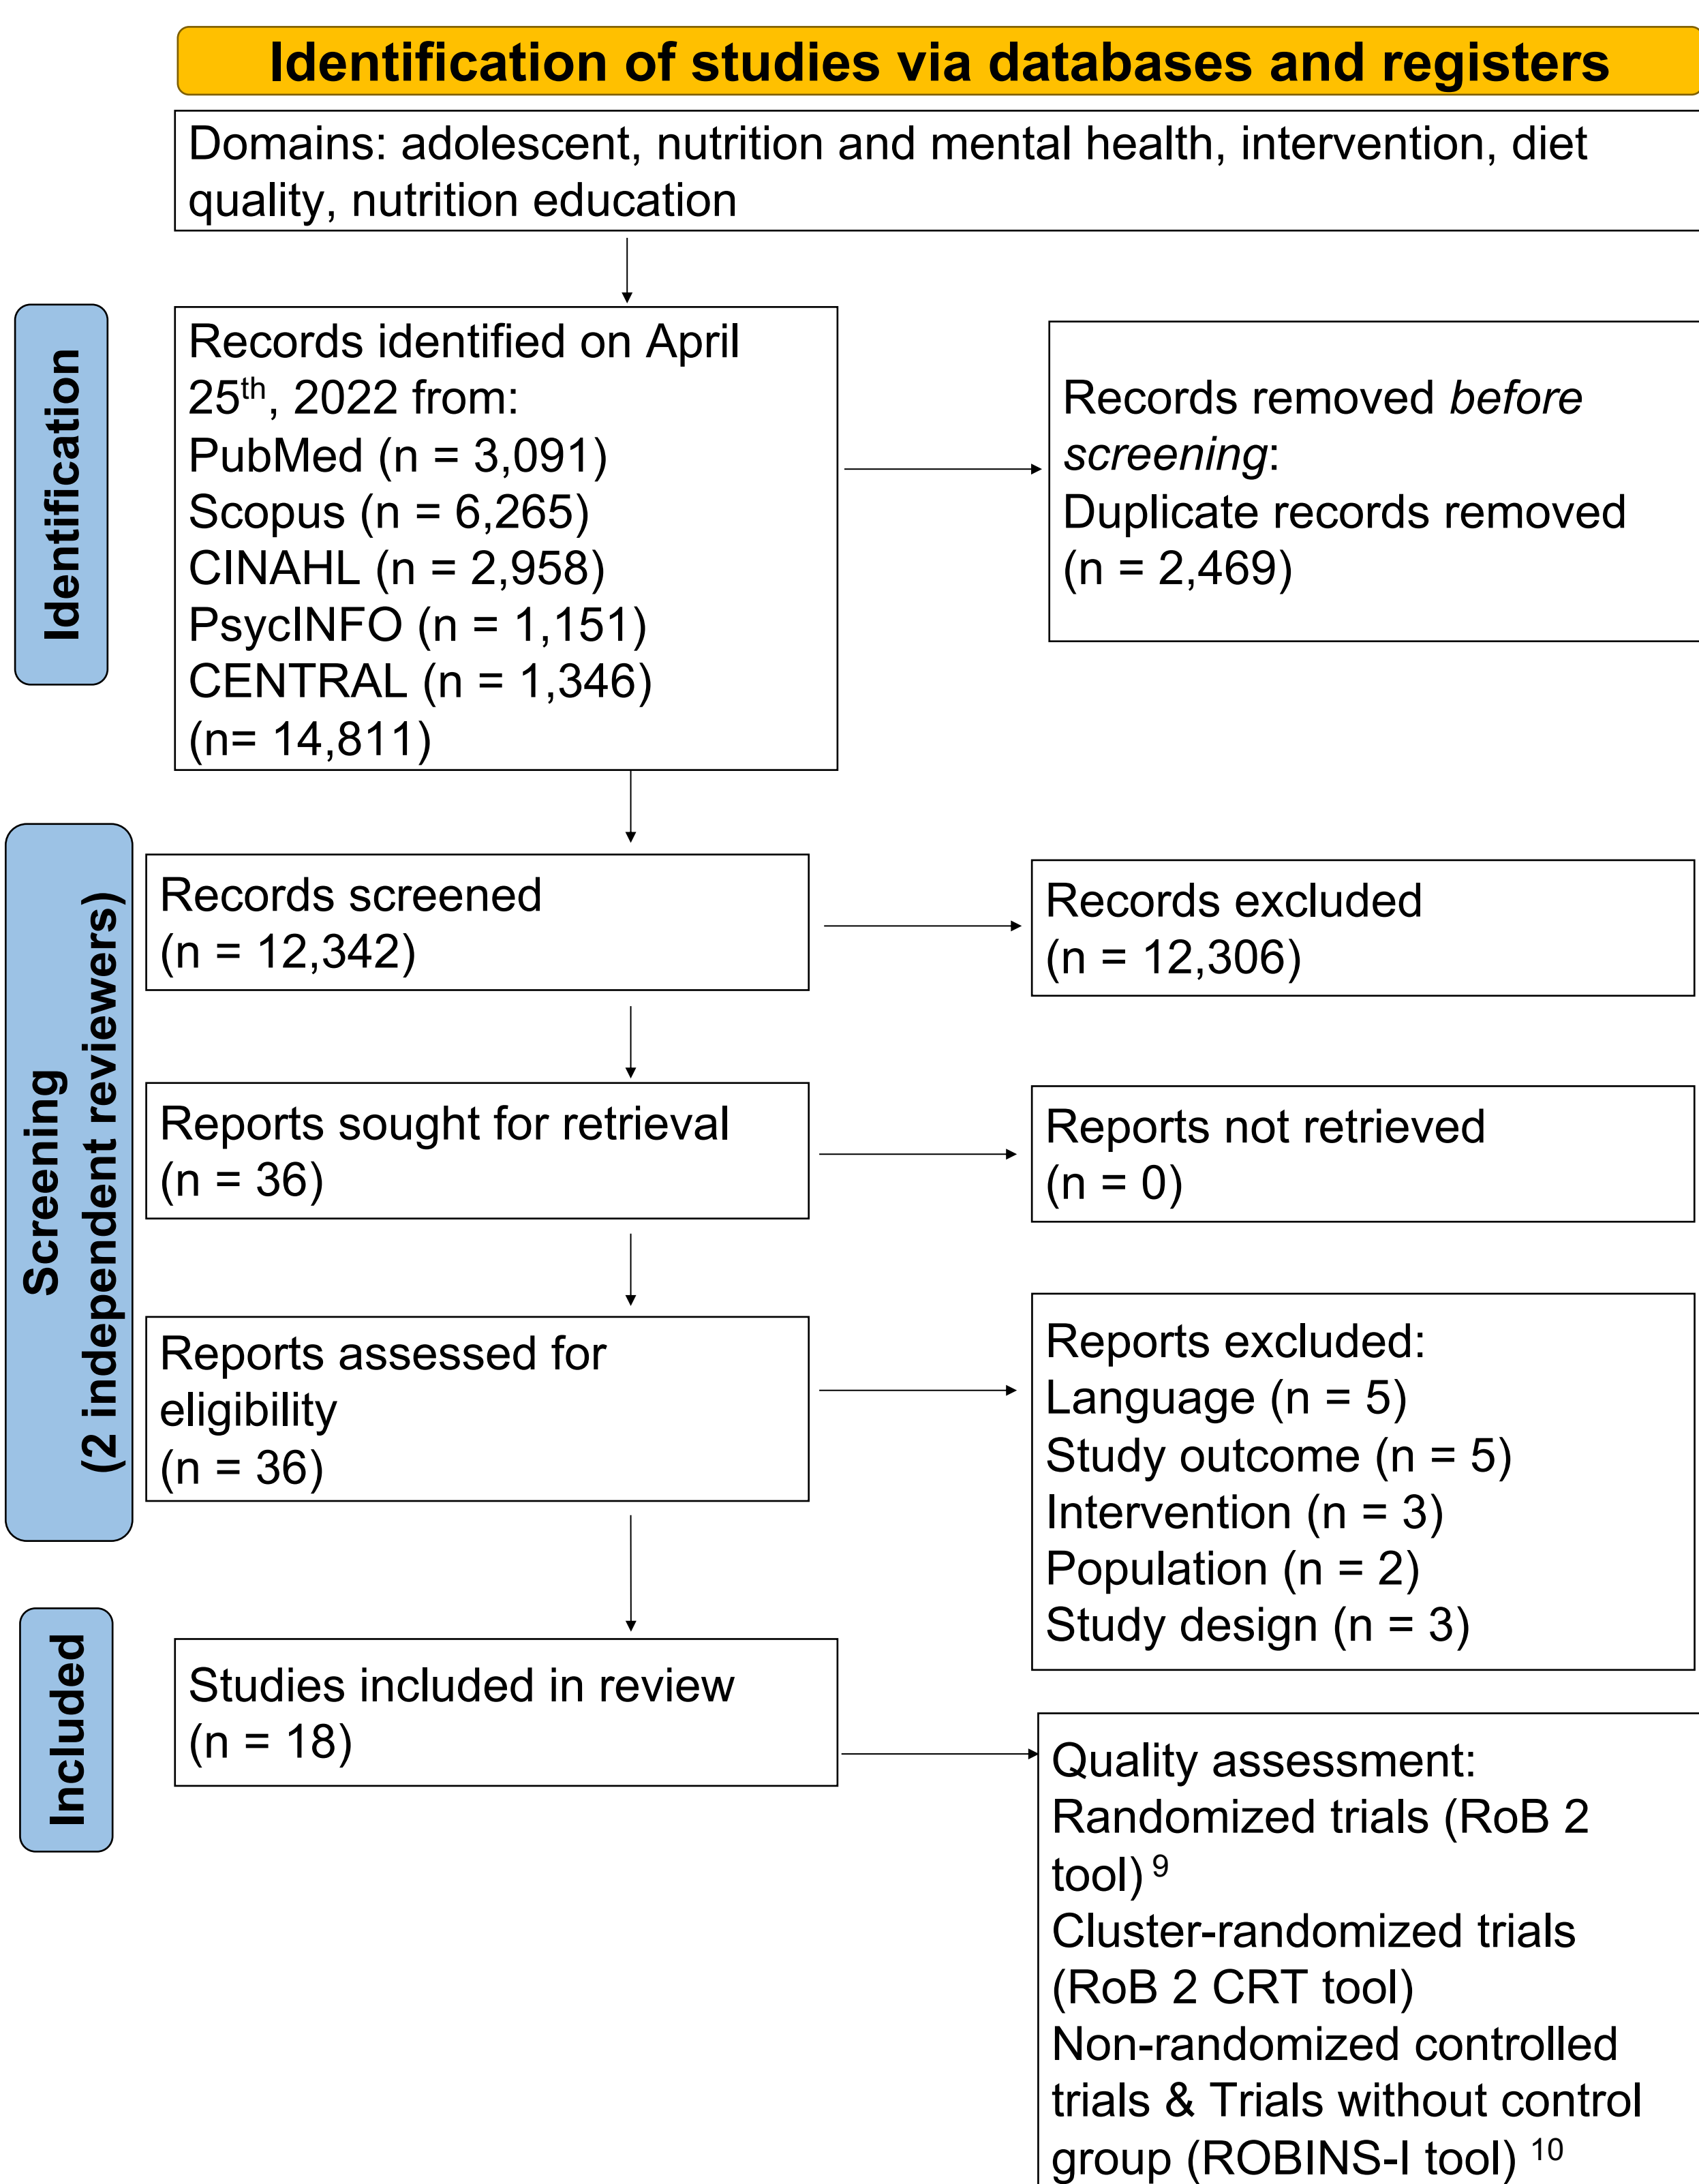 Identification of studies via databases and registers
Domains: adolescent, nutrition and mental health, intervention, diet
quality, nutrition education
Identification
Records identified on April
25th, 2022 from:
PubMed (n = 3,091)
Scopus (n = 6,265)
CINAHL (n = 2,958)
PsycINFO (n = 1,151)
CENTRAL (n = 1,346)
(n= 14,811)
Records removed before
screening:
Duplicate records removed
(n = 2,469)
Screening
(2 independent reviewers)
Records screened
(n = 12,342)
Records excluded
(n = 12,306)
Reports sought for retrieval
(n = 36)
Reports not retrieved
(n = 0)
Reports assessed for
eligibility
(n = 36)
Reports excluded:
Language (n = 5)
Study outcome (n = 5)
Intervention (n = 3)
Population (n = 2)
Study design (n = 3)
Included
Studies included in review
(n = 18)
Quality assessment:
Randomized trials (RoB 2
tool) 9
Cluster-randomized trials
(RoB 2 CRT tool)
Non-randomized controlled
trials & Trials without control
group (ROBINS-I tool) 10